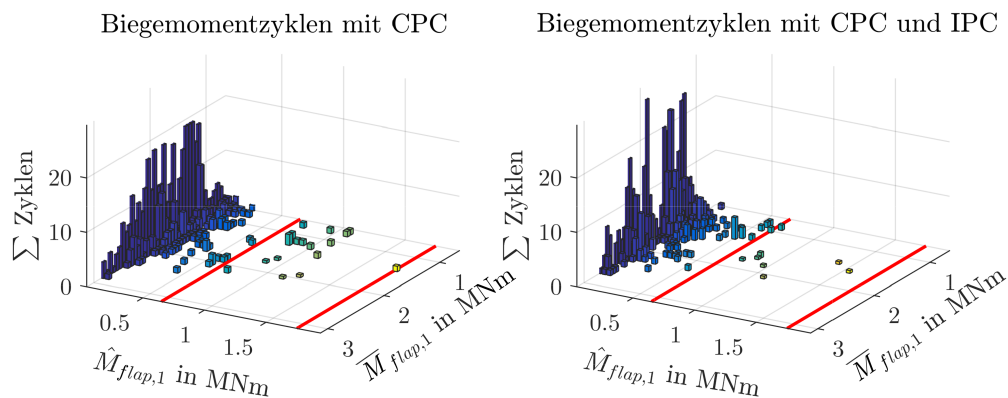 Biegemomentzyklen mit CPC
20
10
0
∑ Zyklen
0.5
1
1.5
M̂flap,1 in MNm
3
2
1
M̅ flap,1 in MNm
Biegemomentzyklen mit CPC und IPC
20
10
0
∑ Zyklen
0.5
1
1.5
M̂flap,1 in MNm
3
2
1
M̅ flap,1 in MNm